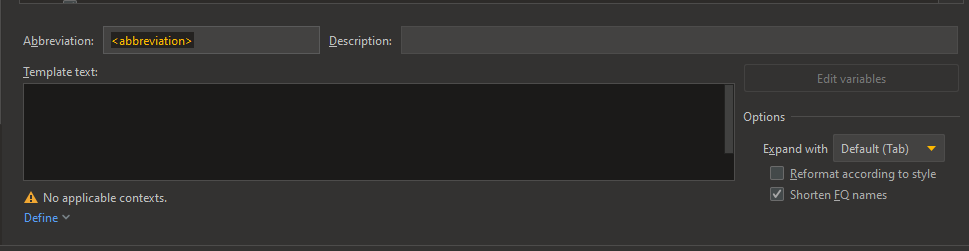 Abbreviation: <abbreviation> Description:
Template text:
Edit variables
Options
Expand with Default (Tab)
Reformat according to style
Shorten FQ names
No applicable contexts.
Define